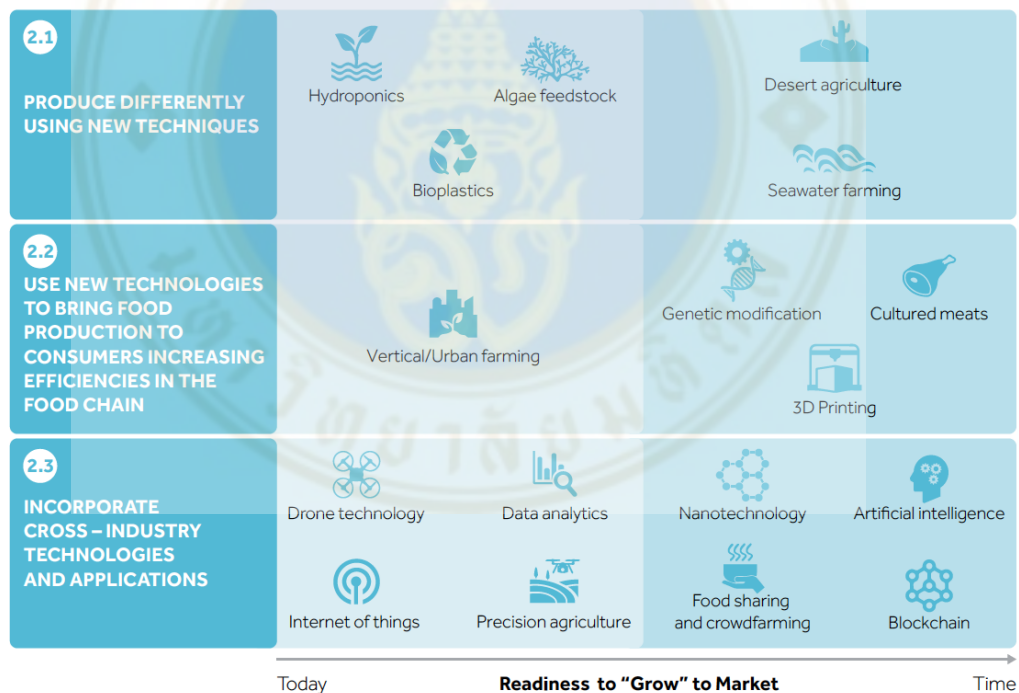 2.1
PRODUCE DIFFERENTLY
USING NEW TECHNIQUES
Hydroponics
Algae feedstock
Desert agriculture
Bioplastics
Seawater farming
2.2
USE NEW TECHNOLOGIES
TO BRING FOOD
PRODUCTION TO
CONSUMERS INCREASING
EFFICIENCIES IN THE
FOOD CHAIN
Genetic modification
Cultured meats
Vertical/Urban farming
3D Printing
2.3
INCORPORATE
CROSS – INDUSTRY
TECHNOLOGIES
AND APPLICATIONS
Drone technology
Data analytics
Nanotechnology
Artificial intelligence
Internet of things
Precision agriculture
Food sharing
and crowdfarming
Blockchain
Today
Readiness to “Grow” to Market
Time